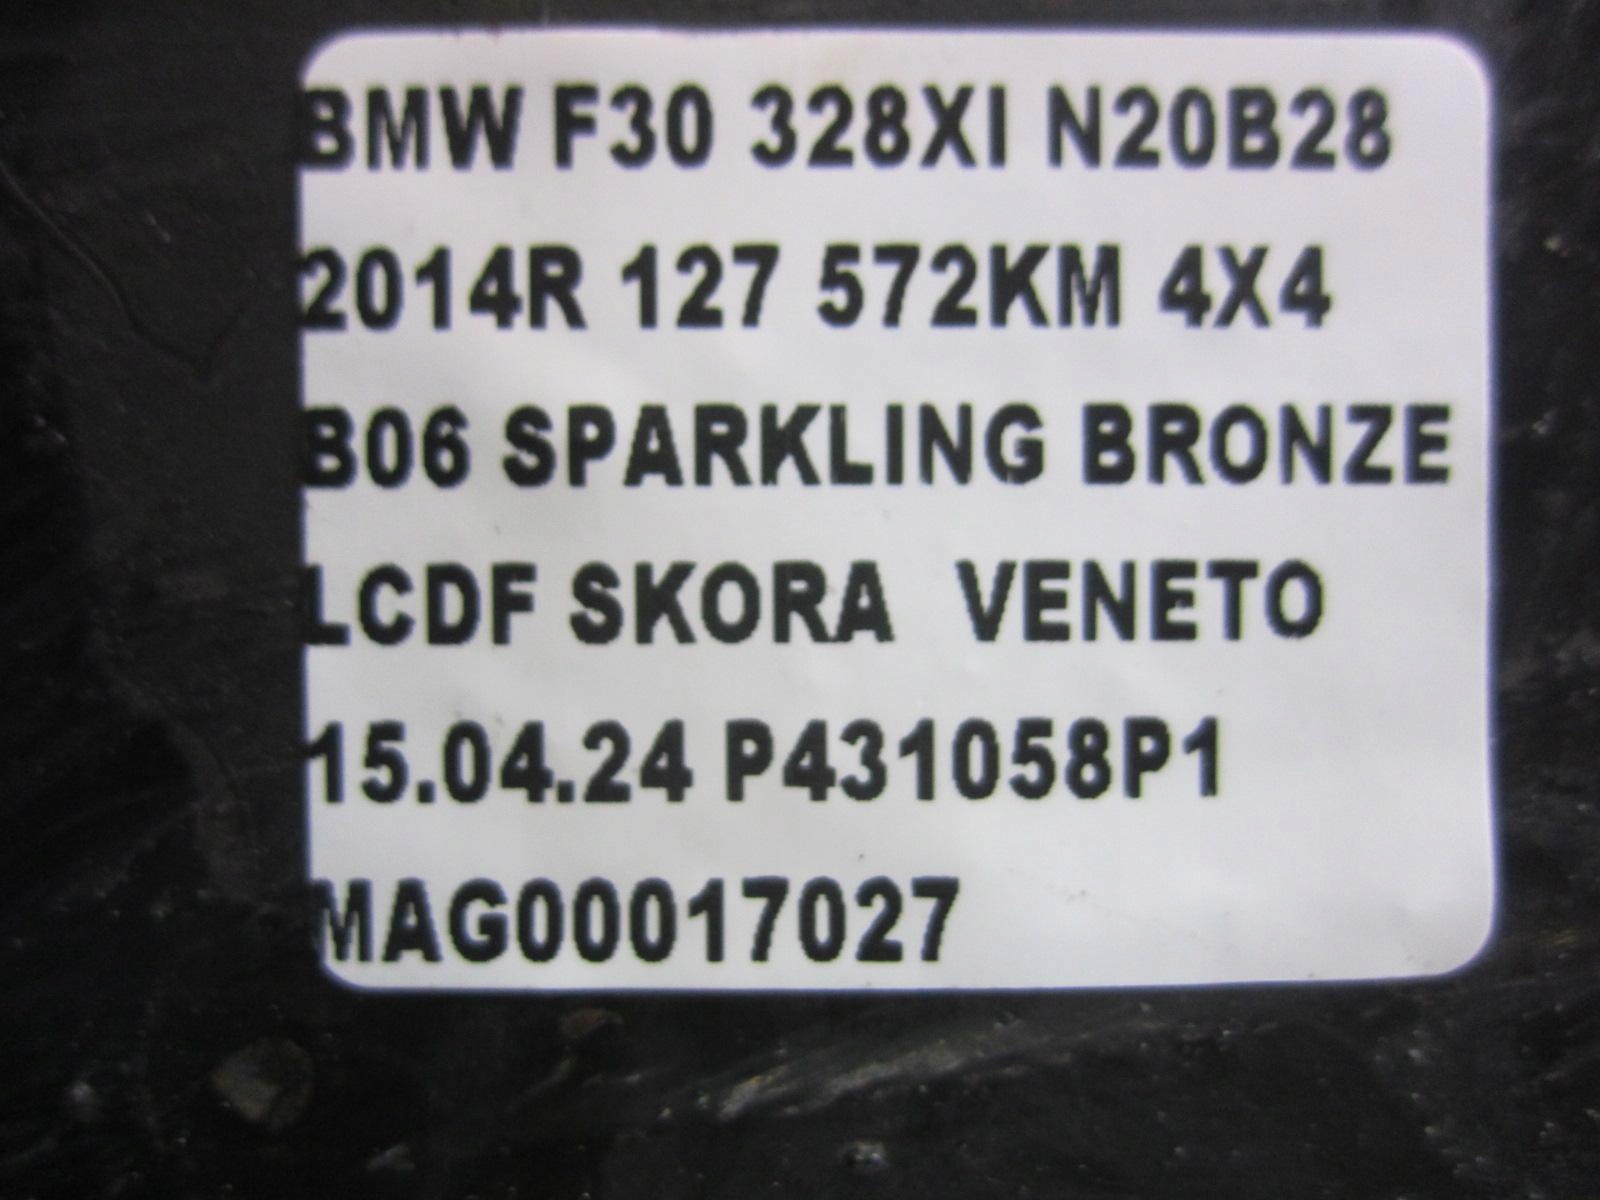 BMW F30 328XI N20B28
2014R 127 572KM 4X4
B06 SPARKLING BRONZE
LCDF SKORA VENETO
15.04.24 P431058P1
MAG00017027